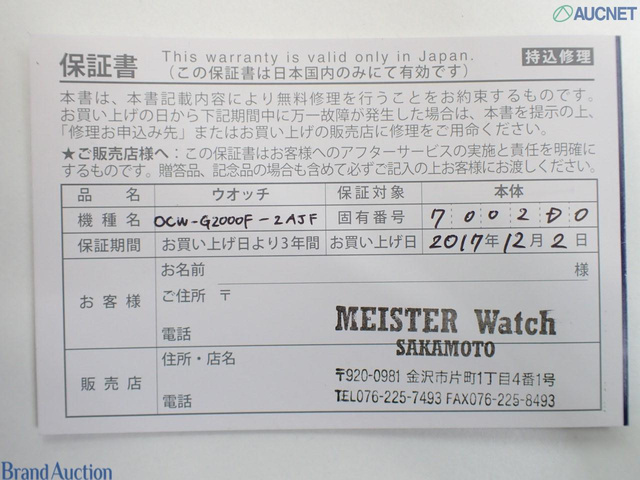 AUCNET
保証書
This warranty is valid only in Japan.
（この保証書は日本国内のみにて有効です）
持込修理
本書は、本書記載内容により無料修理を行うことをお約束するものです。
お買い上げの日から下記期間中に万一故障が発生した場合は、本書を提示の上、
「修理お申込み先」またはお買い上げの販売店に修理をご用命ください。
★ご販売店様へ：この保証書はお客様へのアフターサービスの実施と責任を明確に
するものです。贈答品、記念品の場合も含めて必ずご記入の上お客様にお渡しください。
品名 ウオッチ 保証対象 本体
機種名 OCW-G2000F-2AJF 固有番号 7002D0
保証期間 お買い上げ日より3年間 お買い上げ日 2017年12月2日
お客様
お名前 様
ご住所 〒
電話
MEISTER Watch
SAKAMOTO
販売店
住所・店名
〒920-0981 金沢市片町1丁目4番1号
電話
TEL076-225-7493 FAX076-225-8493
Brand Auction